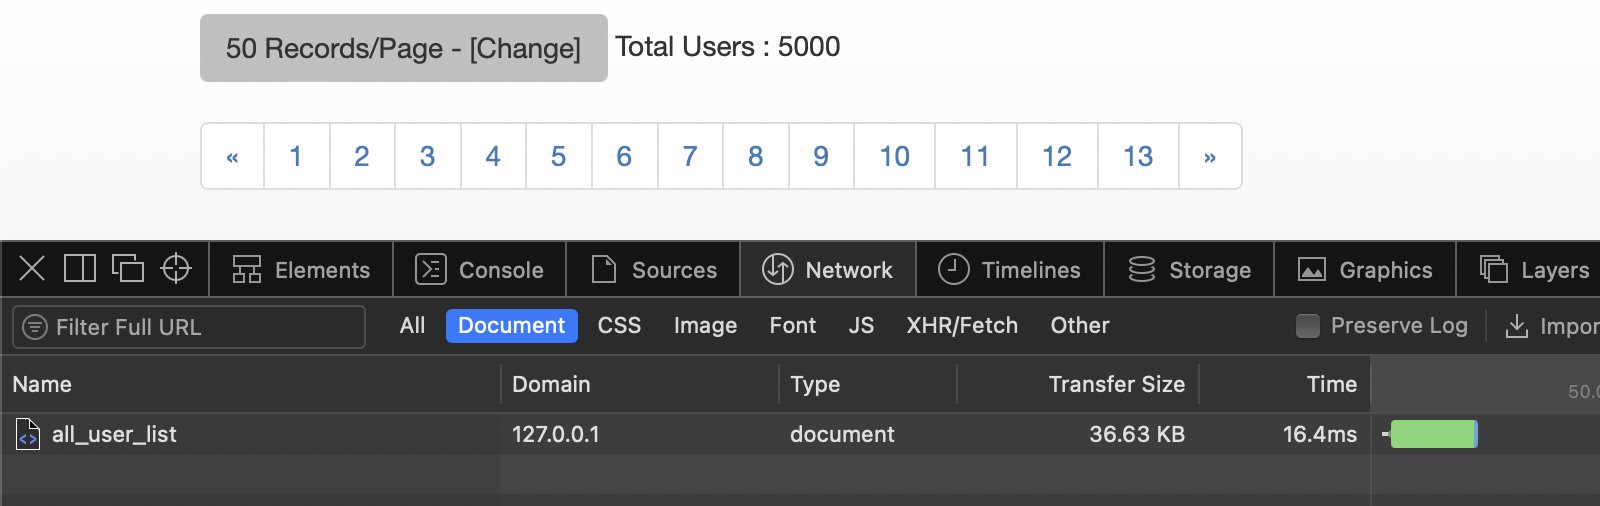 50 Records/Page - [Change] Total Users : 5000
« 1 2 3 4 5 6 7 8 9 10 11 12 13 »
Elements Console Sources Network Timelines Storage Graphics Layers
Filter Full URL All Document CSS Image Font JS XHR/Fetch Other Preserve Log Impor
Name Domain Type Transfer Size Time 50.0
all_user_list 127.0.0.1 document 36.63 KB 16.4ms